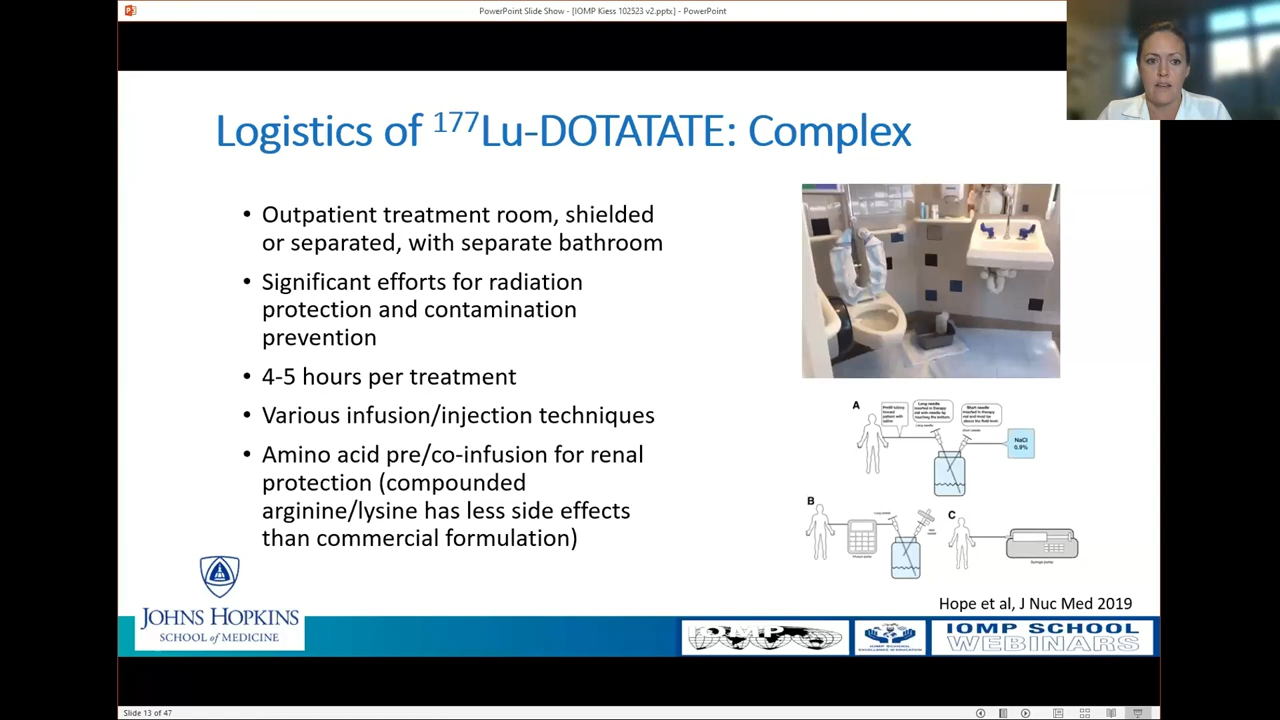 PowerPoint Slide Show - [IOMP Kiess 102523 v2.pptx] - PowerPoint
Logistics of ¹⁷⁷Lu-DOTATATE: Complex
• Outpatient treatment room, shielded
or separated, with separate bathroom
• Significant efforts for radiation
protection and contamination
prevention
• 4-5 hours per treatment
• Various infusion/injection techniques
• Amino acid pre/co-infusion for renal
protection (compounded
arginine/lysine has less side effects
than commercial formulation)
A
NaCl
0.9%
B
C
Hope et al, J Nuc Med 2019
JOHNS HOPKINS
SCHOOL of MEDICINE
IOMP
IOMP SCHOOL
WEBINARS
Slide 13 of 47